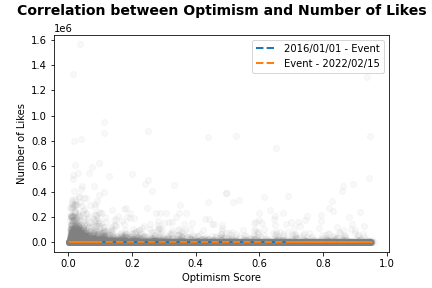 Correlation between Optimism and Number of Likes
1e6
1.6
1.4
1.2
1.0
0.8
0.6
0.4
0.2
0.0
Number of Likes
2016/01/01 - Event
Event - 2022/02/15
0.0 0.2 0.4 0.6 0.8 1.0
Optimism Score